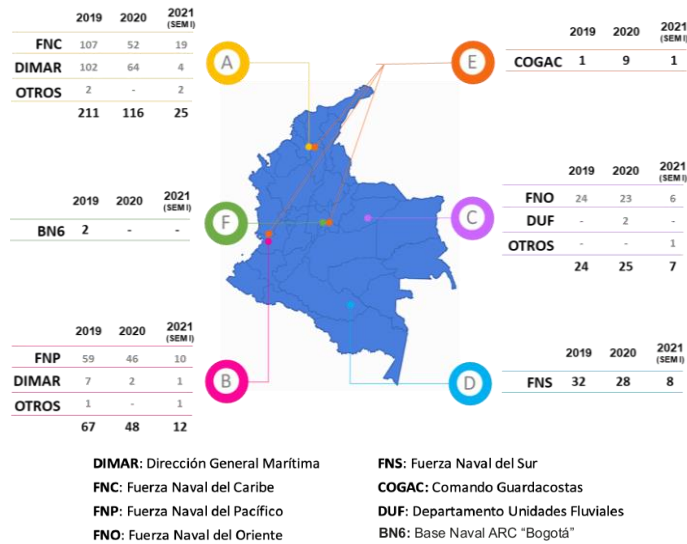 2019 2020 2021
(SEM I)
FNC 107 52 19
DIMAR 102 64 4
OTROS 2 - 2
211 116 25
A
E
2019 2020 2021
(SEM I)
COGAC 1 9 1
2019 2020 2021
(SEM I)
BN6 2 - -
F
C
2019 2020 2021
(SEM I)
FNO 24 23 6
DUF - 2 -
OTROS - - 1
24 25 7
2019 2020 2021
(SEM I)
FNP 59 46 10
DIMAR 7 2 1
OTROS 1 - 1
67 48 12
B
D
2019 2020 2021
(SEM I)
FNS 32 28 8
DIMAR: Dirección General Marítima
FNC: Fuerza Naval del Caribe
FNP: Fuerza Naval del Pacífico
FNO: Fuerza Naval del Oriente
FNS: Fuerza Naval del Sur
COGAC: Comando Guardacostas
DUF: Departamento Unidades Fluviales
BN6: Base Naval ARC "Bogotá"